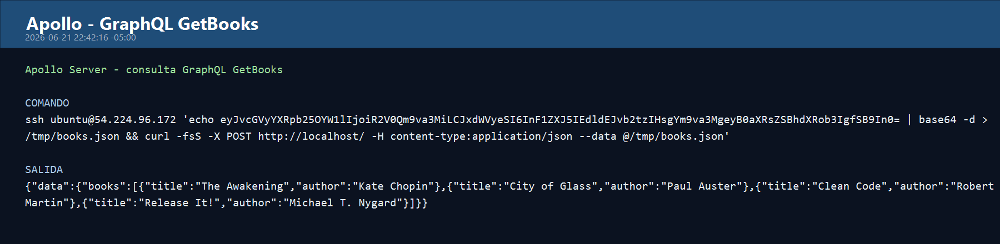 Apollo - GraphQL GetBooks
2026-06-21 22:42:16 -05:00
Apollo Server - consulta GraphQL GetBooks
COMANDO
ssh ubuntu@54.224.96.172 'echo eyJvcGVyYXRpb25OYW1lIjoiR2V0Qm9va3MiLCJxdWVyeSI6InF1ZXJ5IEdldEJvb2tzIHsgYm9va3MgeyB0aXRsZSBhdXRob3IgfSB9In0= | base64 -d >
/tmp/books.json && curl -fsS -X POST http://localhost/ -H content-type:application/json --data @/tmp/books.json'
SALIDA
{"data":{"books":[{"title":"The Awakening","author":"Kate Chopin"},{"title":"City of Glass","author":"Paul Auster"},{"title":"Clean Code","author":"Robert
Martin"},{"title":"Release It!","author":"Michael T. Nygard"}]}}